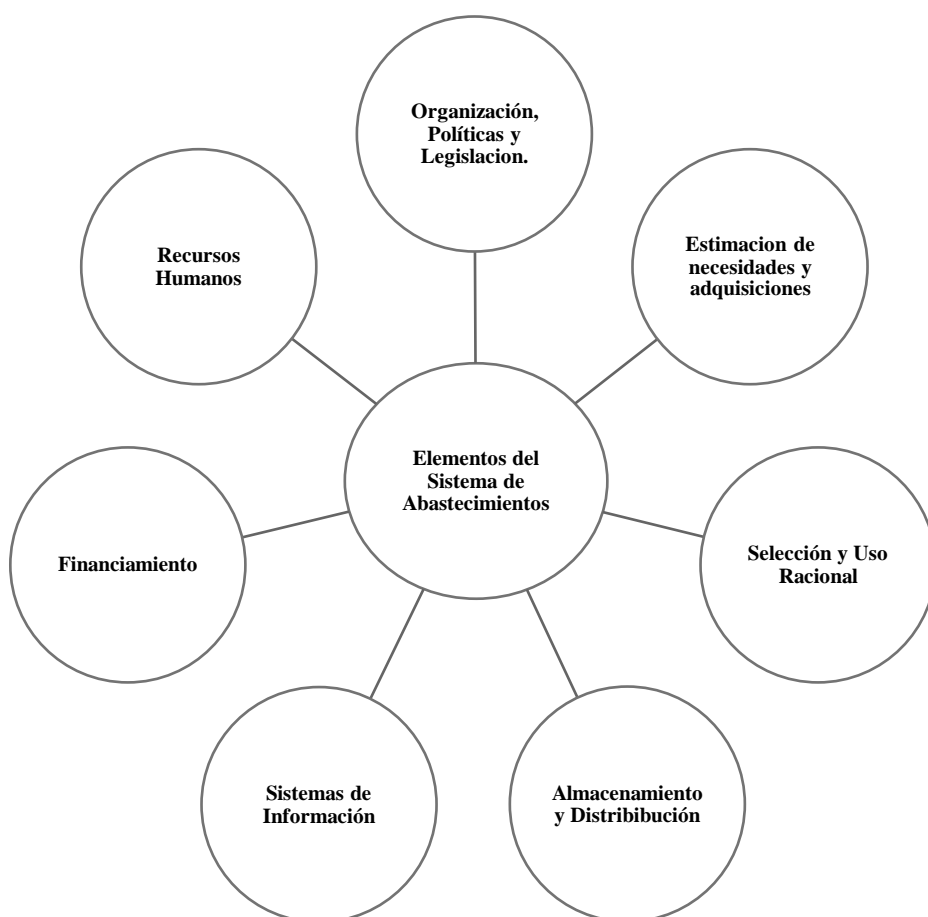 Organización,
Políticas y
Legislacion.
Recursos
Humanos
Estimacion de
necesidades y
adquisiciones
Elementos del
Sistema de
Abastecimientos
Financiamiento
Selección y Uso
Racional
Sistemas de
Información
Almacenamiento
y Distribibución